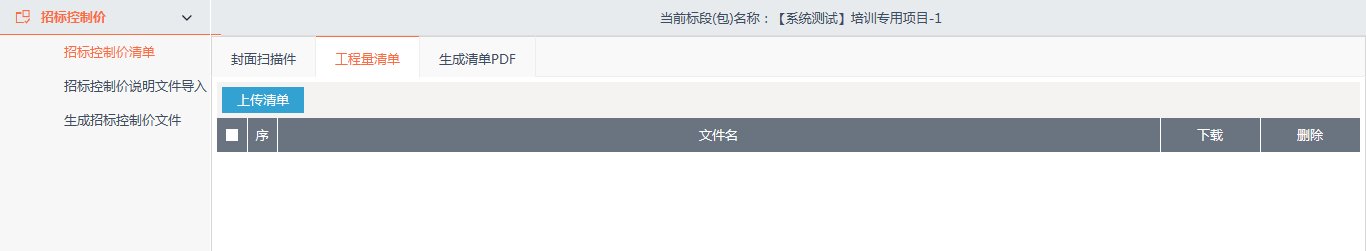 招标控制价
当前标段(包)名称：【系统测试】培训专用项目-1
招标控制价清单
招标控制价说明文件导入
生成招标控制价文件
封面扫描件 工程量清单 生成清单PDF
上传清单
序 文件名 下载 删除